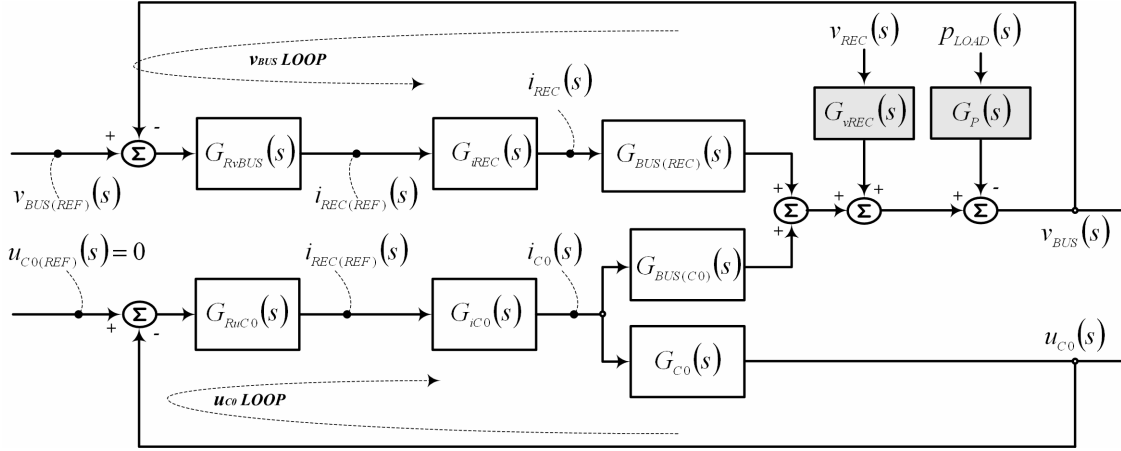 v_BUS LOOP
v_REC(s)
p_LOAD(s)
i_REC(s)
G_vREC(s)
G_P(s)
+
-
Σ
G_RvBUS(s)
G_iREC(s)
G_BUS(REC)(s)
v_BUS(REF)(s)
i_REC(REF)(s)
+
+
Σ
+
+
Σ
+
-
Σ
v_BUS(s)
u_C0(REF)(s)=0
i_REC(REF)(s)
i_C0(s)
G_BUS(C0)(s)
+
-
Σ
G_RuC0(s)
G_iC0(s)
G_C0(s)
u_C0(s)
u_C0 LOOP